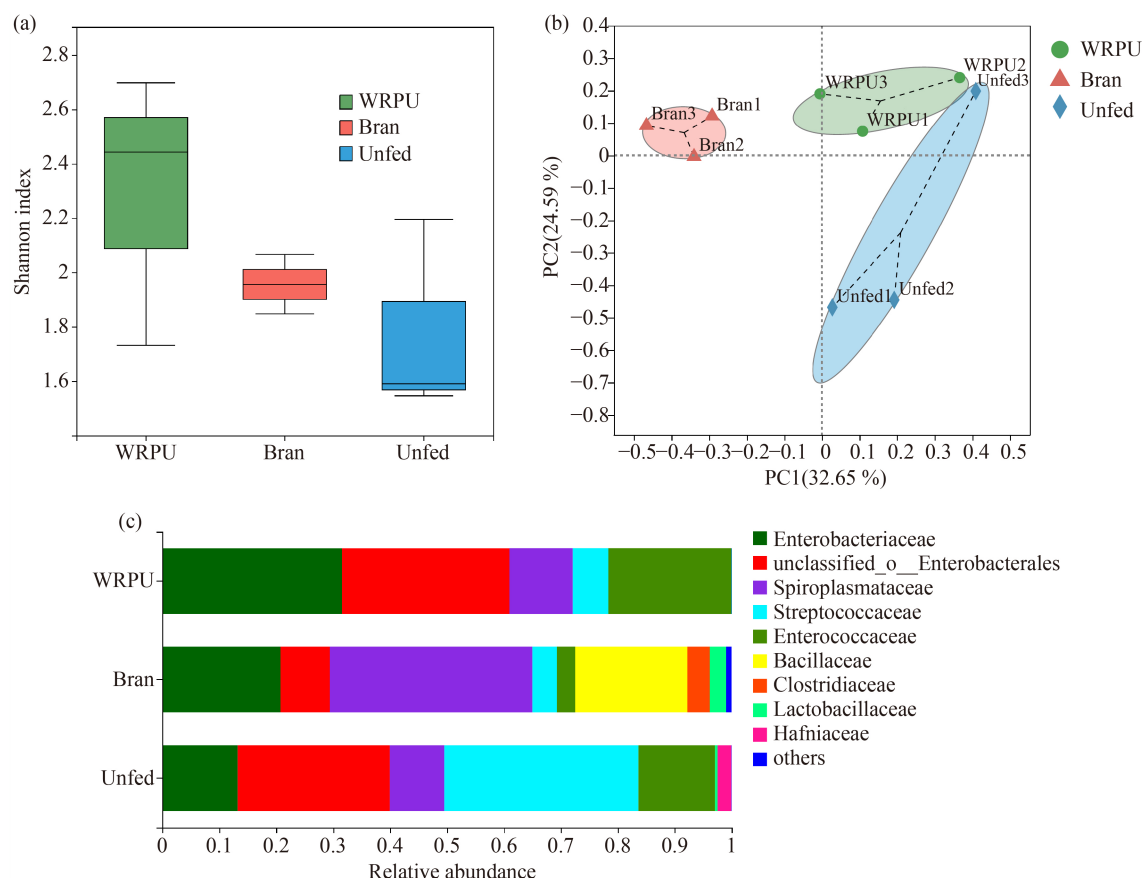 (a)
2.8
2.6
2.4
2.2
2
1.8
1.6
Shannon index
WRPU
Bran
Unfed
WRPU
Bran
Unfed
(b)
0.4
0.3
0.2
0.1
0
−0.1
−0.2
−0.3
−0.4
−0.5
−0.6
−0.7
−0.8
PC2(24.59 %)
WRPU3
WRPU2
Unfed3
WRPU1
Bran3
Bran1
Bran2
Unfed1
Unfed2
−0.5 −0.4 −0.3 −0.2 −0.1 0 0.1 0.2 0.3 0.4 0.5
PC1(32.65 %)
WRPU
Bran
Unfed
(c)
WRPU
Bran
Unfed
0 0.1 0.2 0.3 0.4 0.5 0.6 0.7 0.8 0.9 1
Relative abundance
Enterobacteriaceae
unclassified_o__Enterobacterales
Spiroplasmataceae
Streptococcaceae
Enterococcaceae
Bacillaceae
Clostridiaceae
Lactobacillaceae
Hafniaceae
others